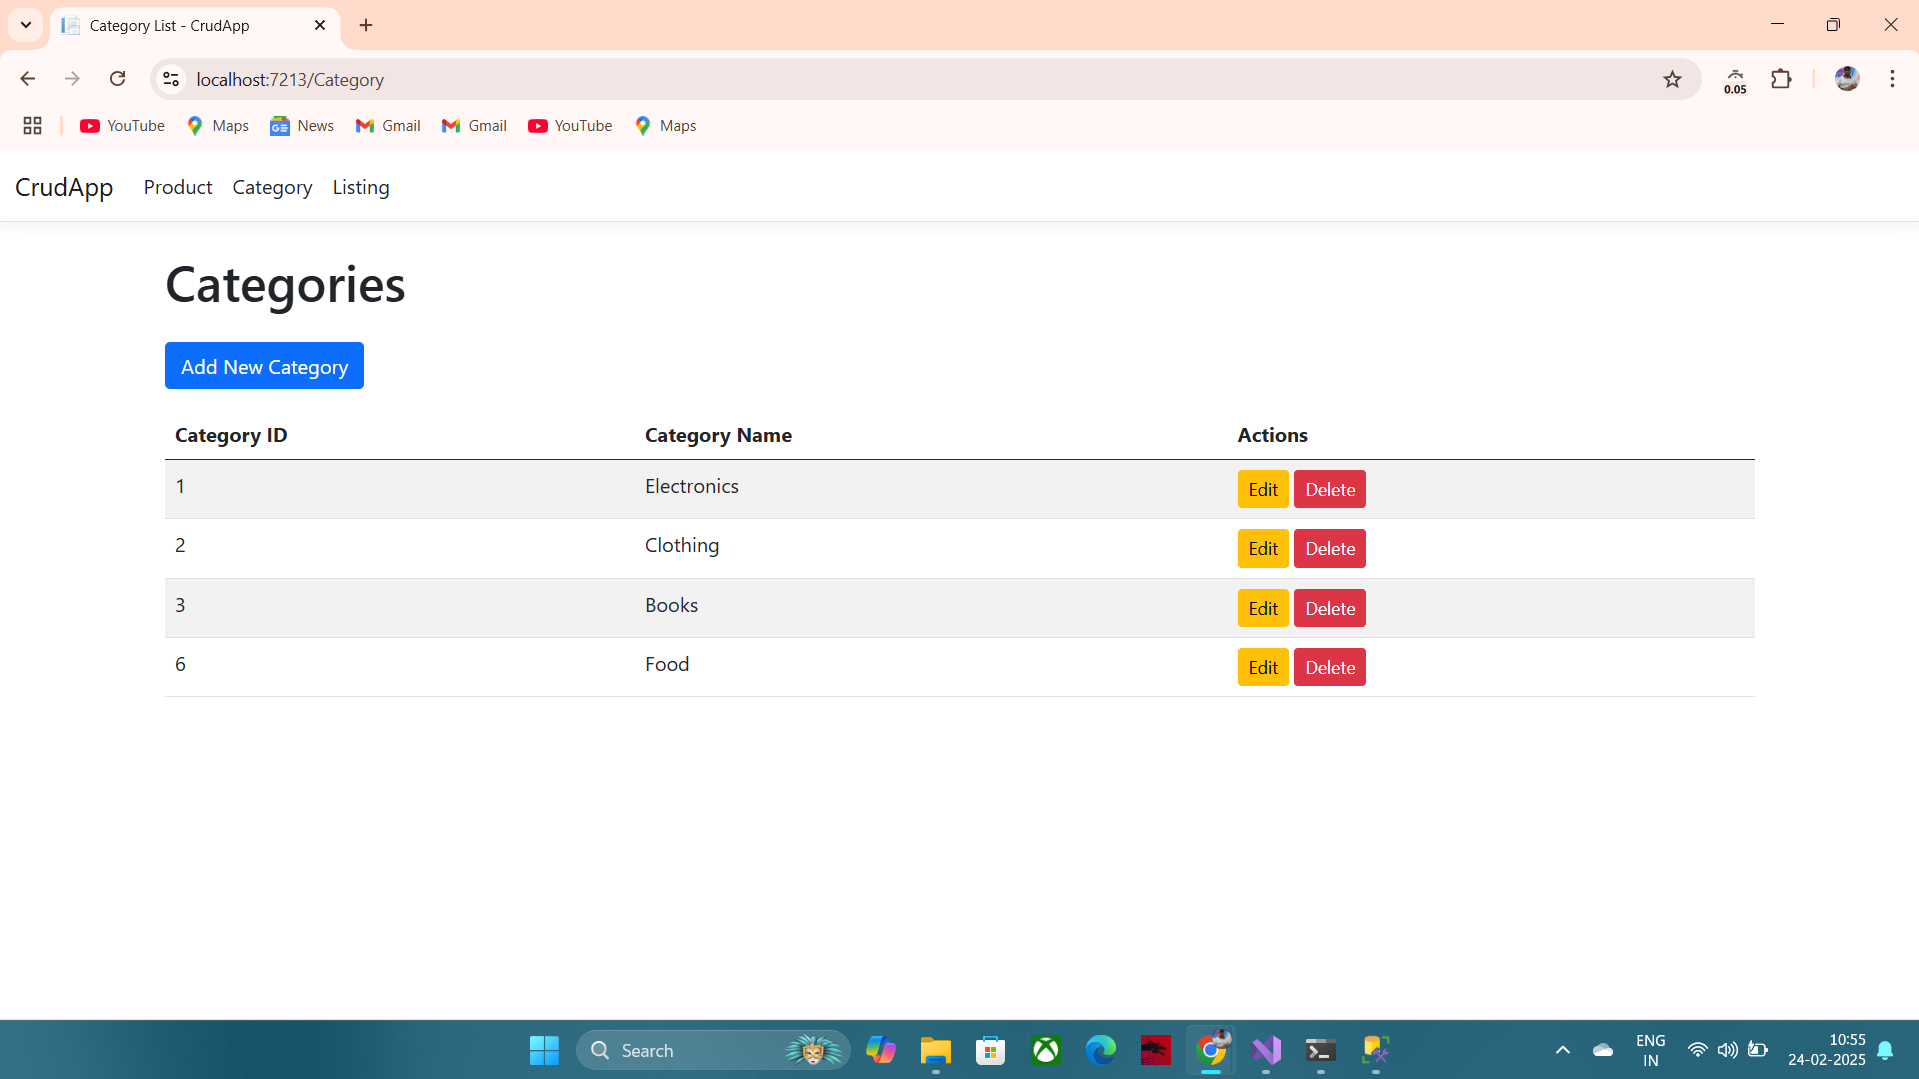 Category List - CrudApp
localhost:7213/Category
0.05
YouTube Maps News Gmail Gmail YouTube Maps
CrudApp Product Category Listing
Categories
Add New Category
Category ID Category Name Actions
1 Electronics Edit Delete
2 Clothing Edit Delete
3 Books Edit Delete
6 Food Edit Delete
Search
ENG
IN
10:55
24-02-2025